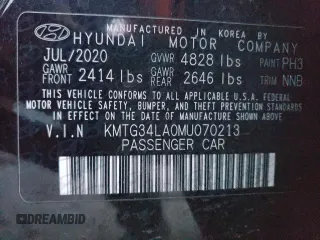 MANUFACTURED IN KOREA BY
HYUNDAI MOTOR COMPANY
JUL/2020 GVWR 4828 lbs PAINT PH3
GAWR FRONT 2414 lbs GAWR REAR 2646 lbs TRIM NNB
THIS VEHICLE CONFORMS TO ALL APPLICABLE U.S. FEDERAL
MOTOR VEHICLE SAFETY, BUMPER, AND THEFT PREVENTION
STANDARDS IN EFFECT ON THE DATE OF MANUFACTURE SHOWN ABOVE.
V.I.N KMTG34LA0MU070213
PASSENGER CAR
DREAMBID